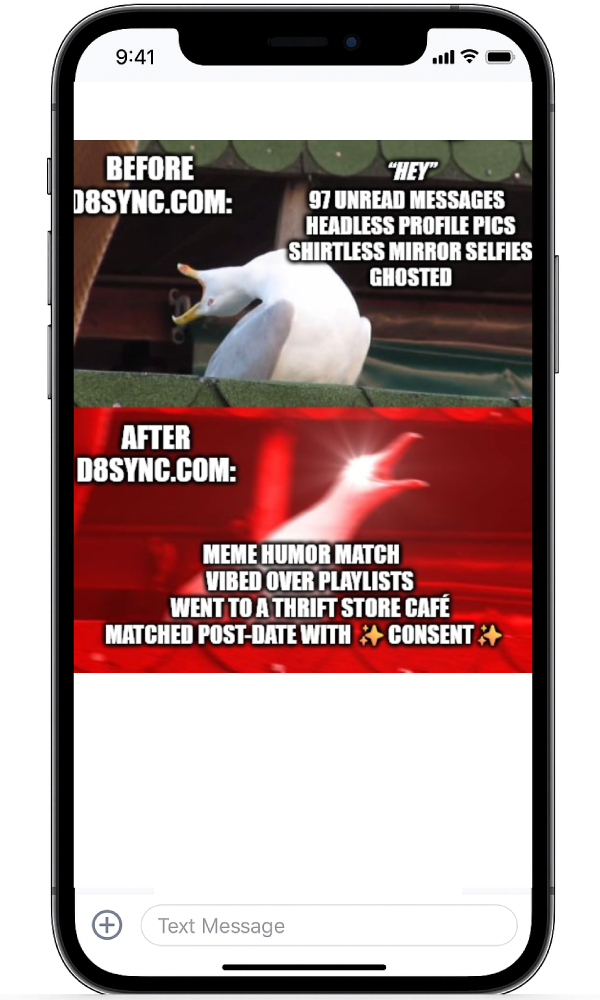 9:41
BEFORE
D8SYNC.COM:
"HEY"
97 UNREAD MESSAGES
HEADLESS PROFILE PICS
SHIRTLESS MIRROR SELFIES
GHOSTED
AFTER
D8SYNC.COM:
MEME HUMOR MATCH
VIBED OVER PLAYLISTS
WENT TO A THRIFT STORE CAFÉ
MATCHED POST-DATE WITH ✨ CONSENT ✨
Text Message